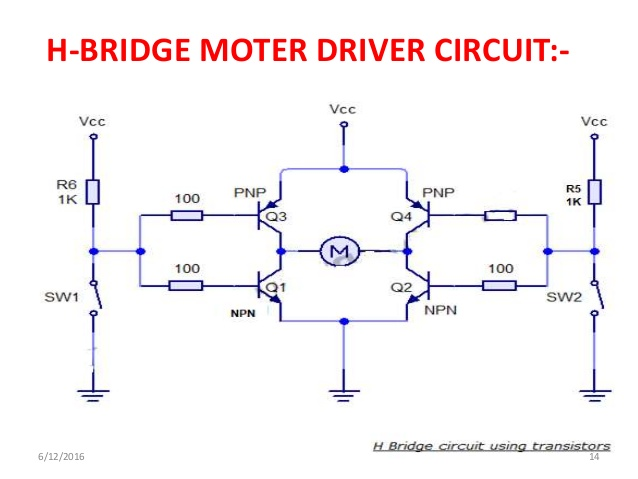 H-BRIDGE MOTER DRIVER CIRCUIT:-
Vcc
Vcc
Vcc
R6
1K
R5
1K
100
PNP
PNP
Q3
Q4
M
100
100
Q1
Q2
SW1
SW2
NPN
NPN
H Bridge circuit using transistors
6/12/2016
14